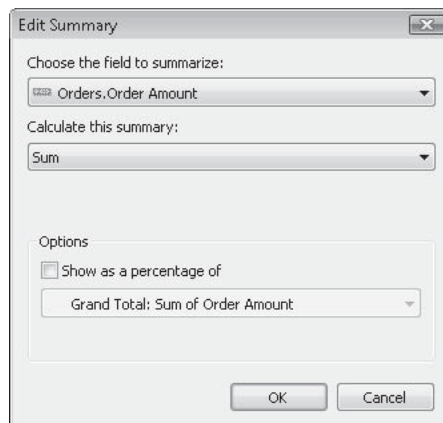 Edit Summary
Choose the field to summarize:
Orders.Order Amount
Calculate this summary:
Sum
Options
Show as a percentage of
Grand Total: Sum of Order Amount
OK Cancel